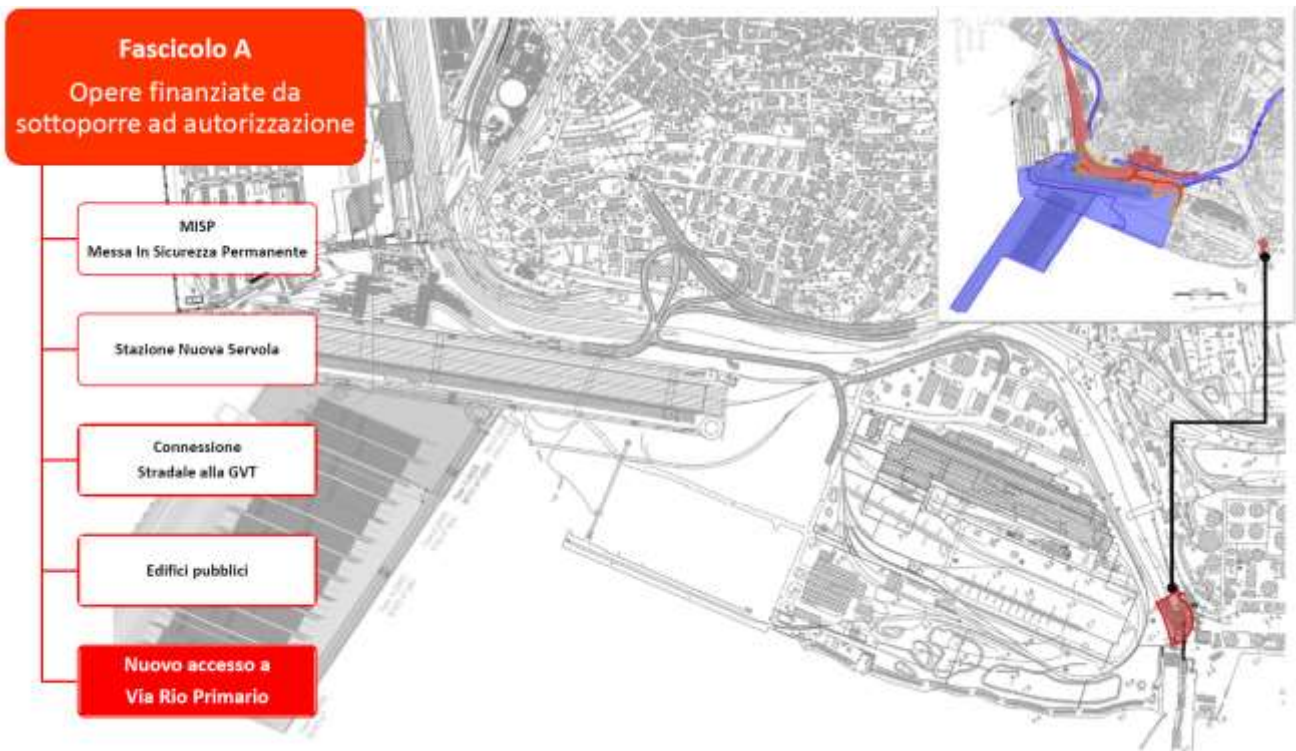 Fascicolo A
Opere finanziate da
sottoporre ad autorizzazione
MISP
Messa In Sicurezza Permanente
Stazione Nuova Servola
Connessione
Stradale alla GVT
Edifici pubblici
Nuovo accesso a
Via Rio Primario